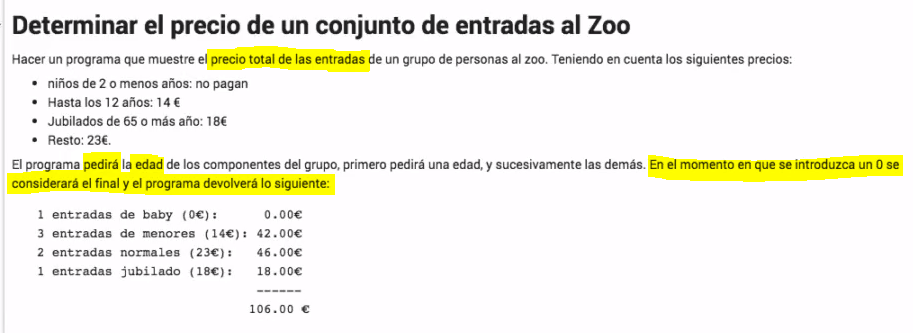 Determinar el precio de un conjunto de entradas al Zoo
Hacer un programa que muestre el precio total de las entradas de un grupo de personas al zoo. Teniendo en cuenta los siguientes precios:
• niños de 2 o menos años: no pagan
• Hasta los 12 años: 14 €
• Jubilados de 65 o más año: 18€
• Resto: 23€.
El programa pedirá la edad de los componentes del grupo, primero pedirá una edad, y sucesivamente las demás. En el momento en que se introduzca un 0 se
considerará el final y el programa devolverá lo siguiente:
1 entradas de baby (0€): 0.00€
3 entradas de menores (14€): 42.00€
2 entradas normales (23€): 46.00€
1 entradas jubilado (18€): 18.00€
------
106.00 €